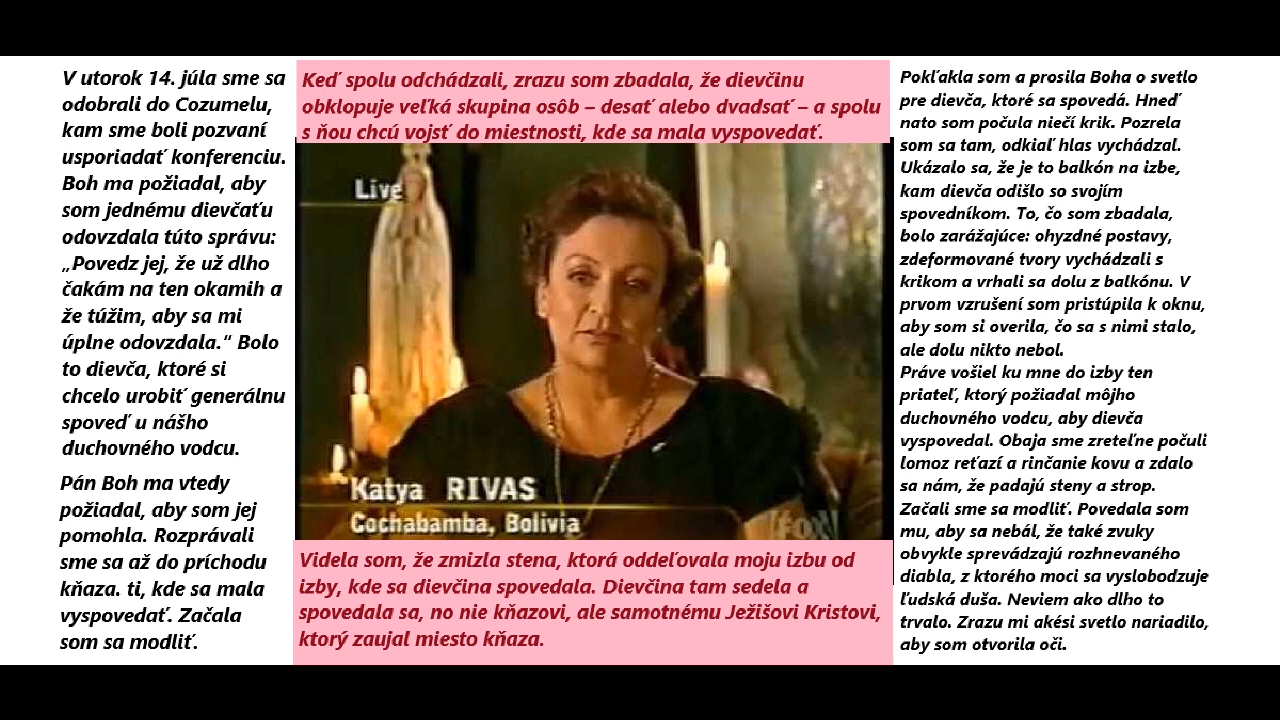 V utorok 14. júla sme sa
odobrali do Cozumelu,
kam sme boli pozvaní
usporiadať konferenciu.
Boh ma požiadal, aby
som jednému dievčaťu
odovzdala túto správu:
„Povedz jej, že už dlho
čakám na ten okamih a
že túžim, aby sa mi
úplne odovzdala." Bolo
to dievča, ktoré si
chcelo urobiť generálnu
spoveď u nášho
duchovného vodcu.
Pán Boh ma vtedy
požiadal, aby som jej
pomohla. Rozprávali
sme sa až do príchodu
kňaza. ti, kde sa mala
vyspovedať. Začala
som sa modliť.
Keď spolu odchádzali, zrazu som zbadala, že dievčinu
obklopuje veľká skupina osôb – desať alebo dvadsať – a spolu
s ňou chcú vojsť do miestnosti, kde sa mala vyspovedať.
Live
Katya RIVAS
Cochabamba, Bolivia
fox
Videla som, že zmizla stena, ktorá oddeľovala moju izbu od
izby, kde sa dievčina spovedala. Dievčina tam sedela a
spovedala sa, no nie kňazovi, ale samotnému Ježišovi Kristovi,
ktorý zaujal miesto kňaza.
Pokľakla som a prosila Boha o svetlo
pre dievča, ktoré sa spovedá. Hneď
nato som počula niečí krik. Pozrela
som sa tam, odkiaľ hlas vychádzal.
Ukázalo sa, že je to balkón na izbe,
kam dievča odišlo so svojím
spovedníkom. To, čo som zbadala,
bolo zarážajúce: ohyzdné postavy,
zdeformované tvory vychádzali s
krikom a vrhali sa dolu z balkónu. V
prvom vzrušení som pristúpila k oknu,
aby som si overila, čo sa s nimi stalo,
ale dolu nikto nebol.
Práve vošiel ku mne do izby ten
priateľ, ktorý požiadal môjho
duchovného vodcu, aby dievča
vyspovedal. Obaja sme zreteľne počuli
lomoz reťazí a rinčanie kovu a zdalo
sa nám, že padajú steny a strop.
Začali sme sa modliť. Povedala som
mu, aby sa nebál, že také zvuky
obvykle sprevádzajú rozhnevaného
diabla, z ktorého moci sa vyslobodzuje
ľudská duša. Neviem ako dlho to
trvalo. Zrazu mi akési svetlo nariadilo,
aby som otvorila oči.